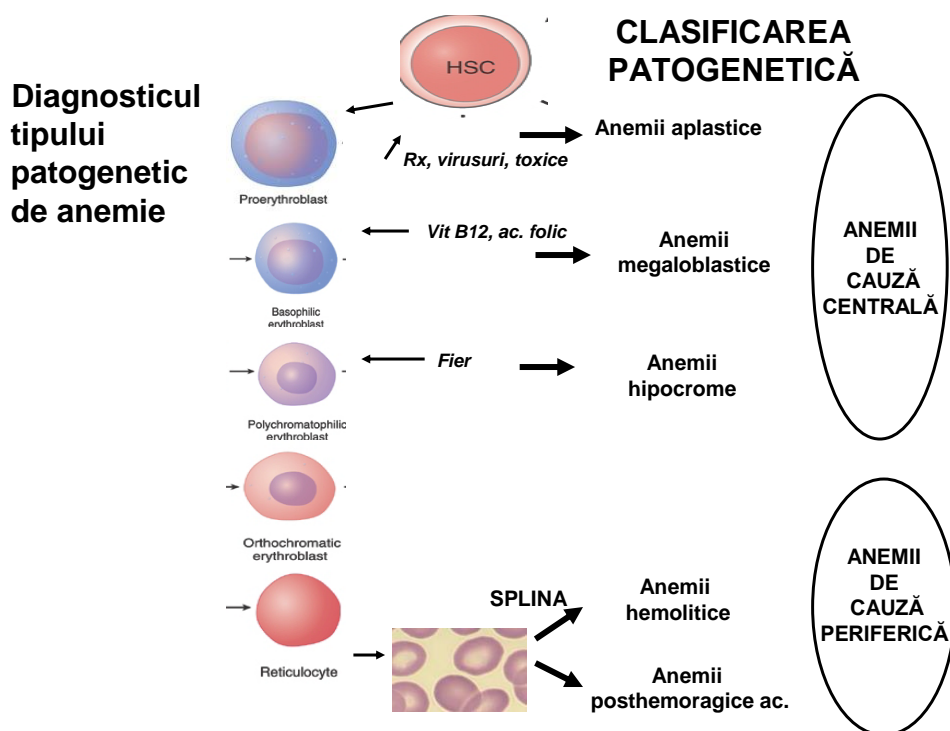 CLASIFICAREA
PATOGENETICĂ
Diagnosticul
tipului
patogenetic
de anemie
HSC
Proerythroblast
Rx, virusuri, toxice
Anemii aplastice
Basophilic
erythroblast
Vit B12, ac. folic
Anemii
megaloblastice
Polychromatophilic
erythroblast
Fier
Anemii
hipocrome
ANEMII
DE
CAUZĂ
CENTRALĂ
Orthochromatic
erythroblast
Reticulocyte
SPLINA
Anemii
hemolitice
Anemii
posthemoragice ac.
ANEMII
DE
CAUZĂ
PERIFERICĂ